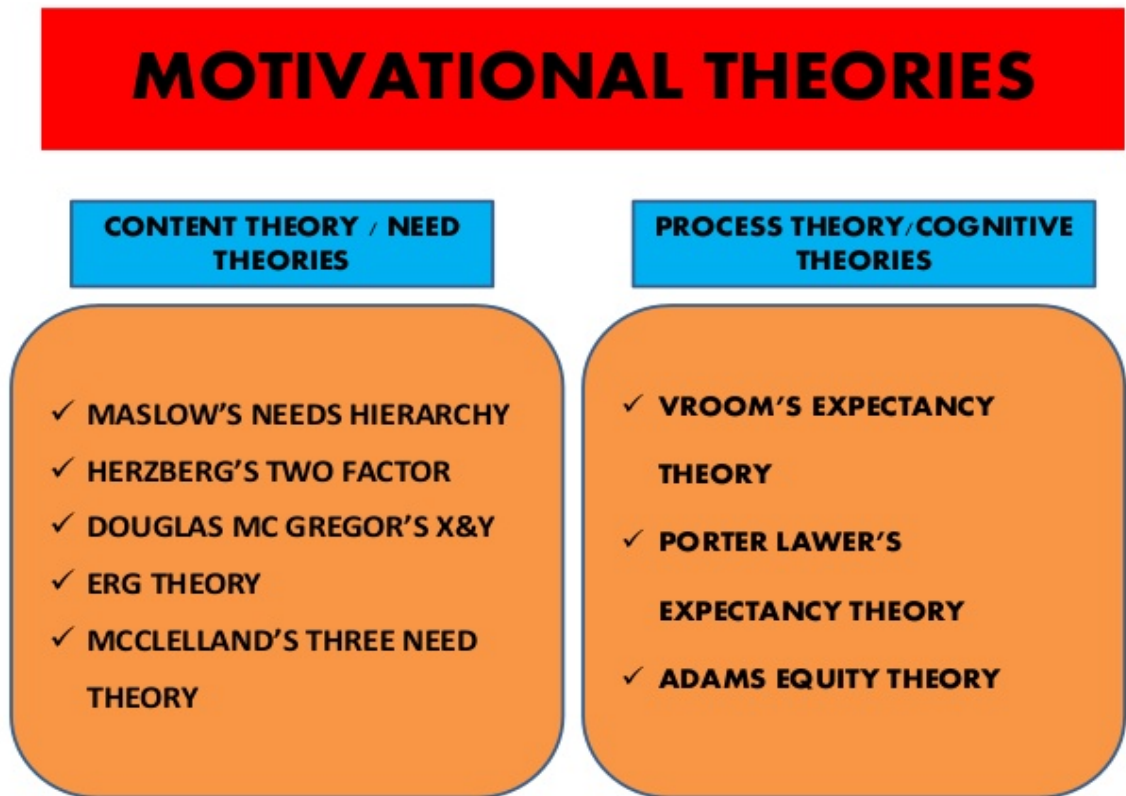 MOTIVATIONAL THEORIES
CONTENT THEORY / NEED
THEORIES
✓ MASLOW'S NEEDS HIERARCHY
✓ HERZBERG'S TWO FACTOR
✓ DOUGLAS MC GREGOR'S X&Y
✓ ERG THEORY
✓ MCCLELLAND'S THREE NEED
THEORY
PROCESS THEORY/COGNITIVE
THEORIES
✓ VROOM'S EXPECTANCY
THEORY
✓ PORTER LAWER'S
EXPECTANCY THEORY
✓ ADAMS EQUITY THEORY